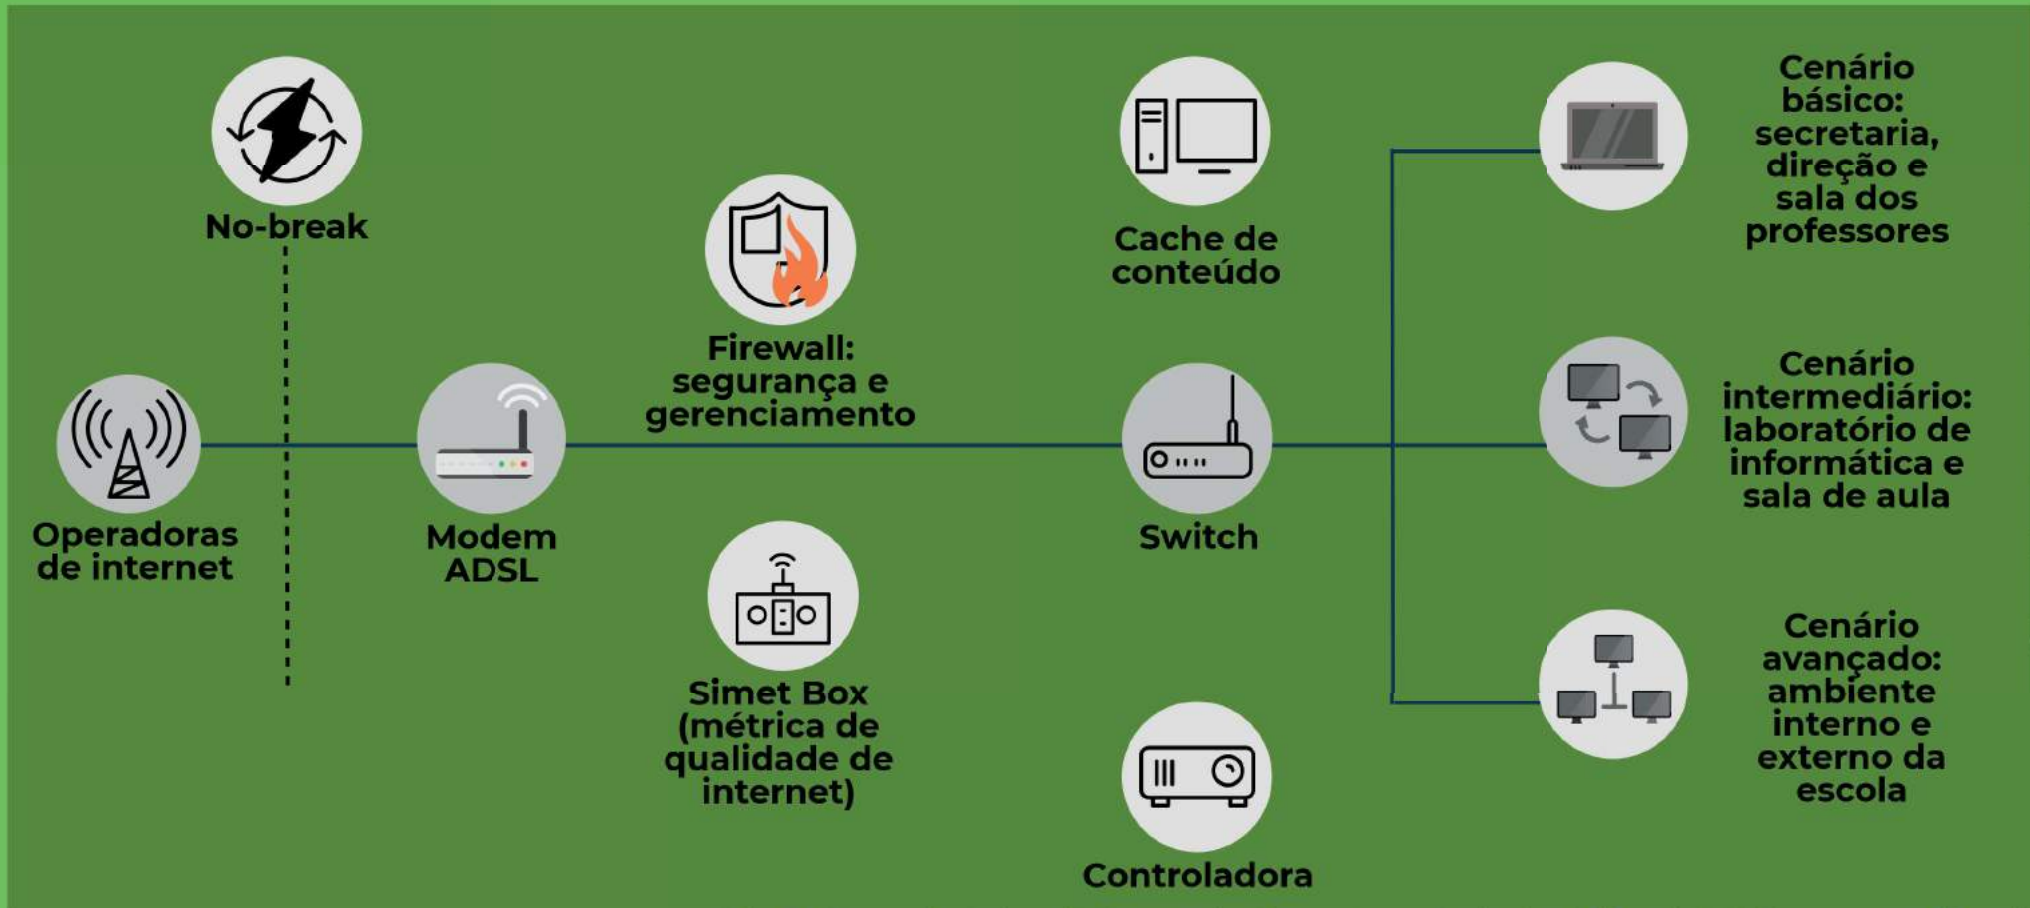 No-break
Operadoras
de internet
Modem
ADSL
Firewall:
segurança e
gerenciamento
Simet Box
(métrica de
qualidade de
internet)
Cache de
conteúdo
Switch
Controladora
Cenário
básico:
secretaria,
direção e
sala dos
professores
Cenário
intermediário:
laboratório de
informática e
sala de aula
Cenário
avançado:
ambiente
interno e
externo da
escola